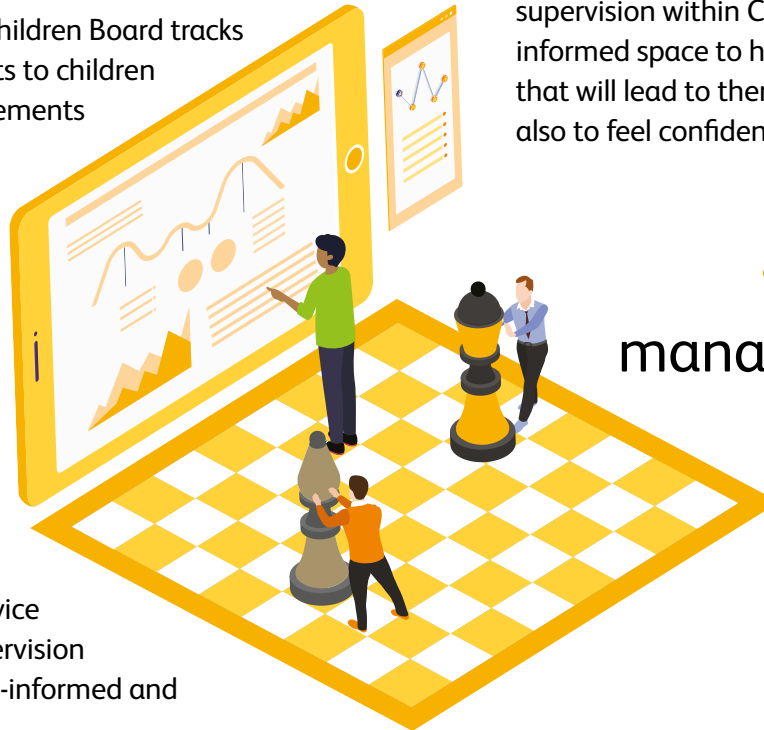 hildren Board tracks
ts to children
ements
supervision within C
informed space to h
that will lead to ther
also to feel confiden
mana
vice
ervision
-informed and